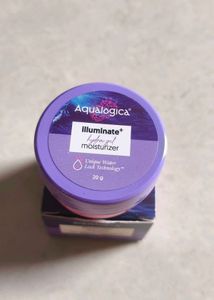 Aqualogica®
Illuminate+
hydra gel
moisturizer
Unique Water
Lock Technology™
20 g